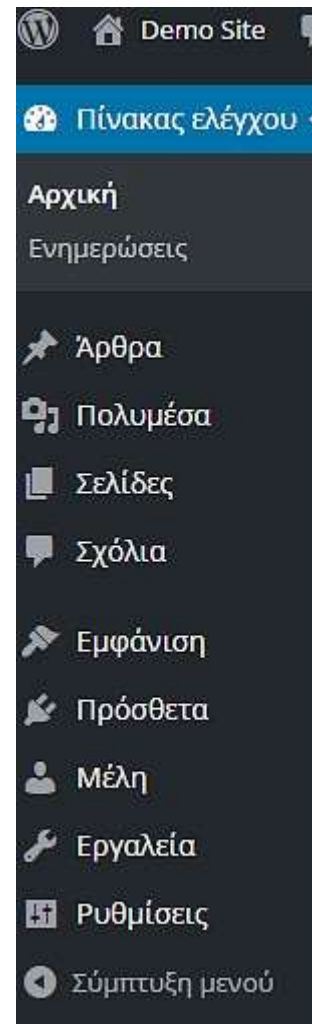 Demo Site
Πίνακας ελέγχου
Αρχική
Ενημερώσεις
Άρθρα
Πολυμέσα
Σελίδες
Σχόλια
Εμφάνιση
Πρόσθετα
Μέλη
Εργαλεία
Ρυθμίσεις
Σύμπτυξη μενού